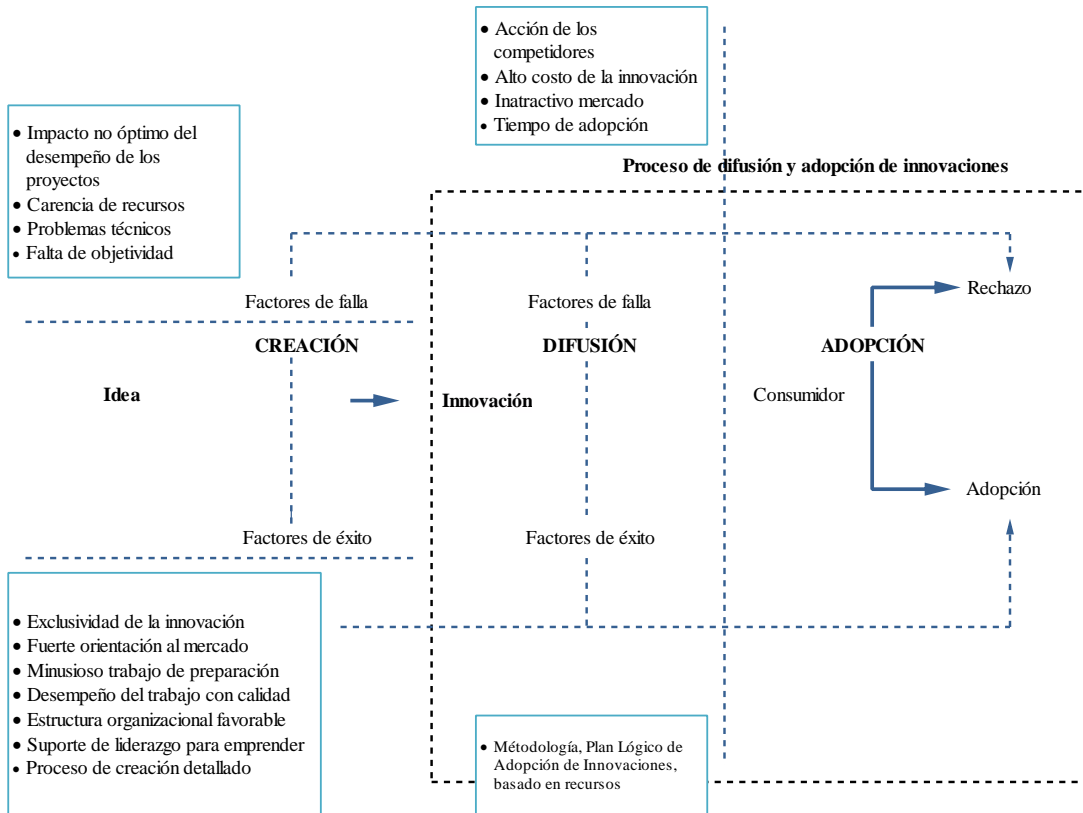 • Acción de los
competidores
• Alto costo de la innovación
• Inatractivo mercado
• Tiempo de adopción
• Impacto no óptimo del
desempeño de los
proyectos
• Carencia de recursos
• Problemas técnicos
• Falta de objetividad
Proceso de difusión y adopción de innovaciones
Factores de falla
Factores de falla
Rechazo
CREACIÓN
DIFUSIÓN
ADOPCIÓN
Idea
Innovación
Consumidor
Adopción
Factores de éxito
Factores de éxito
• Exclusividad de la innovación
• Fuerte orientación al mercado
• Minusioso trabajo de preparación
• Desempeño del trabajo con calidad
• Estructura organizacional favorable
• Suporte de liderazgo para emprender
• Proceso de creación detallado
• Métodología, Plan Lógico de
Adopción de Innovaciones,
basado en recursos